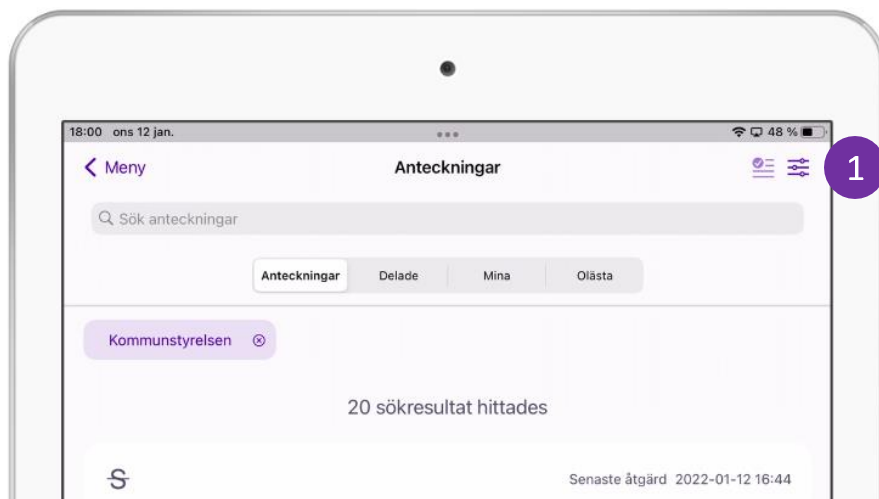 18:00 ons 12 jan. 48 %
Meny Anteckningar 1
Sök anteckningar
Anteckningar Delade Mina Olästa
Kommunstyrelsen
20 sökresultat hittades
S Senaste åtgärd 2022-01-12 16:44